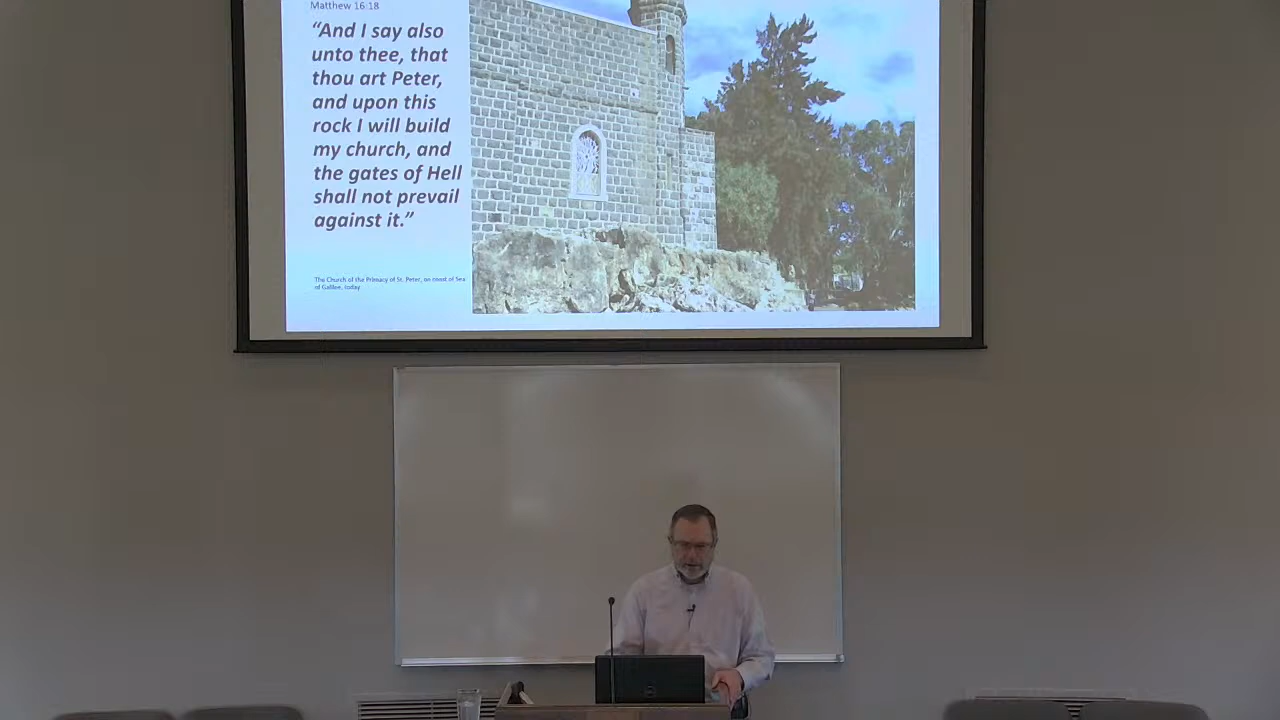 Matthew 16:18
“And I say also
unto thee, that
thou art Peter,
and upon this
rock I will build
my church, and
the gates of Hell
shall not prevail
against it.”
The Church of the Primacy of St. Peter, on coast of Sea
of Galilee, today